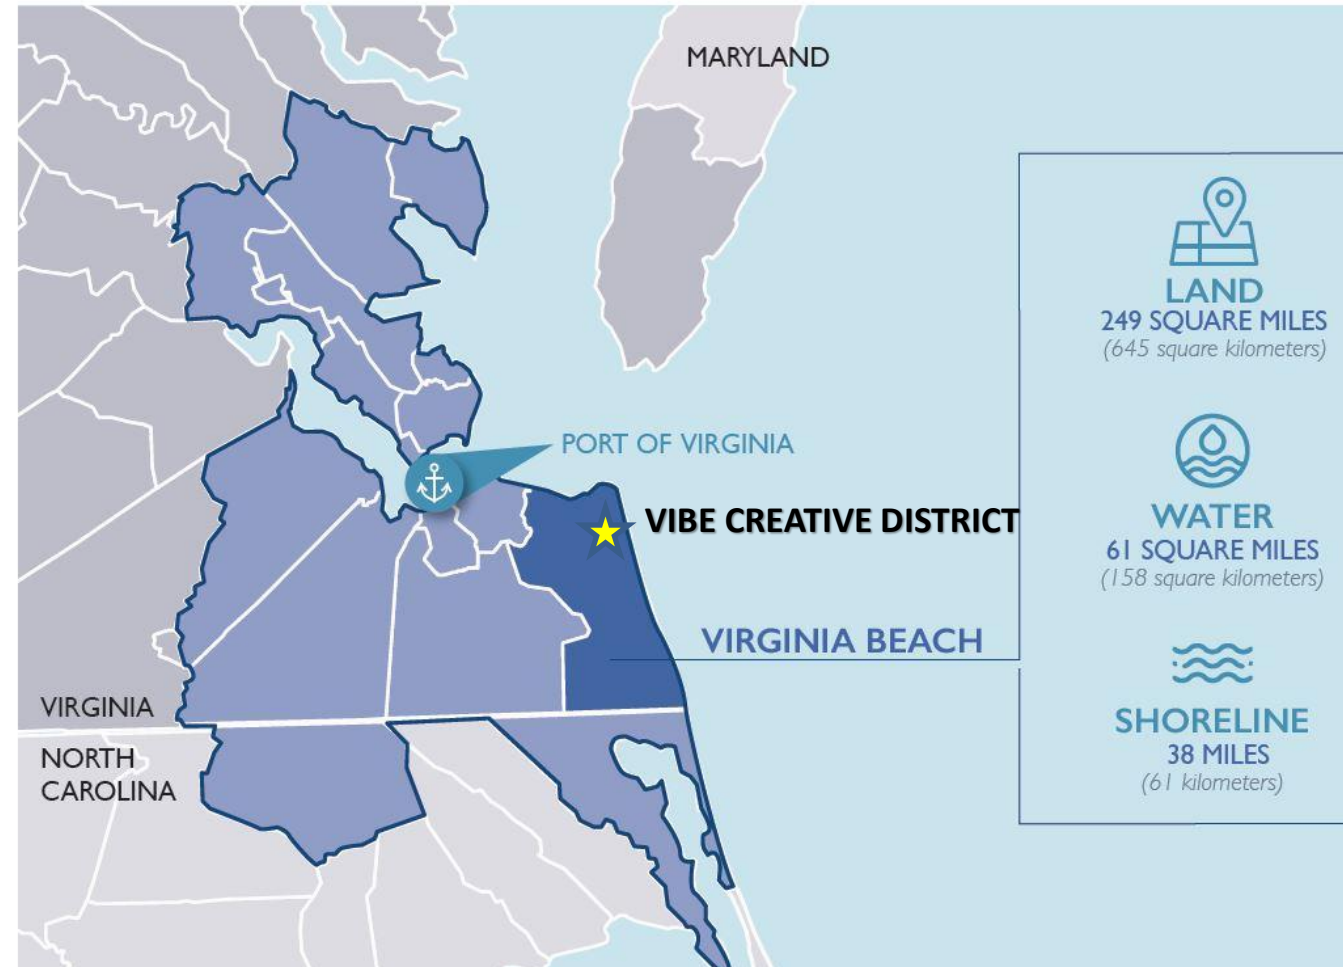 MARYLAND
PORT OF VIRGINIA
VIBE CREATIVE DISTRICT
VIRGINIA BEACH
VIRGINIA
NORTH
CAROLINA
LAND
249 SQUARE MILES
(645 square kilometers)
WATER
61 SQUARE MILES
(158 square kilometers)
SHORELINE
38 MILES
(61 kilometers)